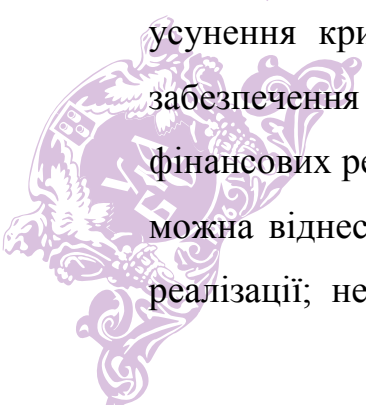 усунення кри
забезпечення
фінансових ре
можна віднес
реалізації; не